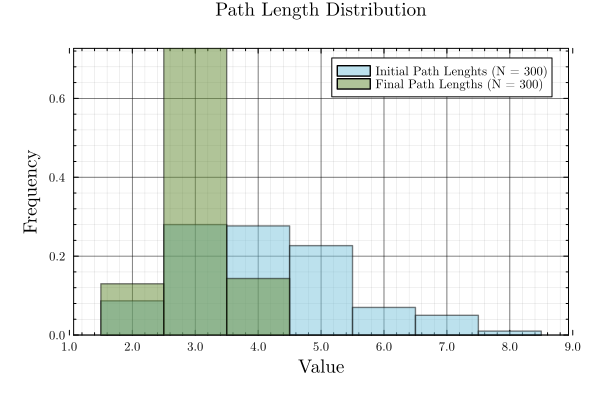 Path Length Distribution
Initial Path Lenghts (N = 300)
Final Path Lengths (N = 300)
Frequency
0.6
0.4
0.2
0.0
1.0 2.0 3.0 4.0 5.0 6.0 7.0 8.0 9.0
Value